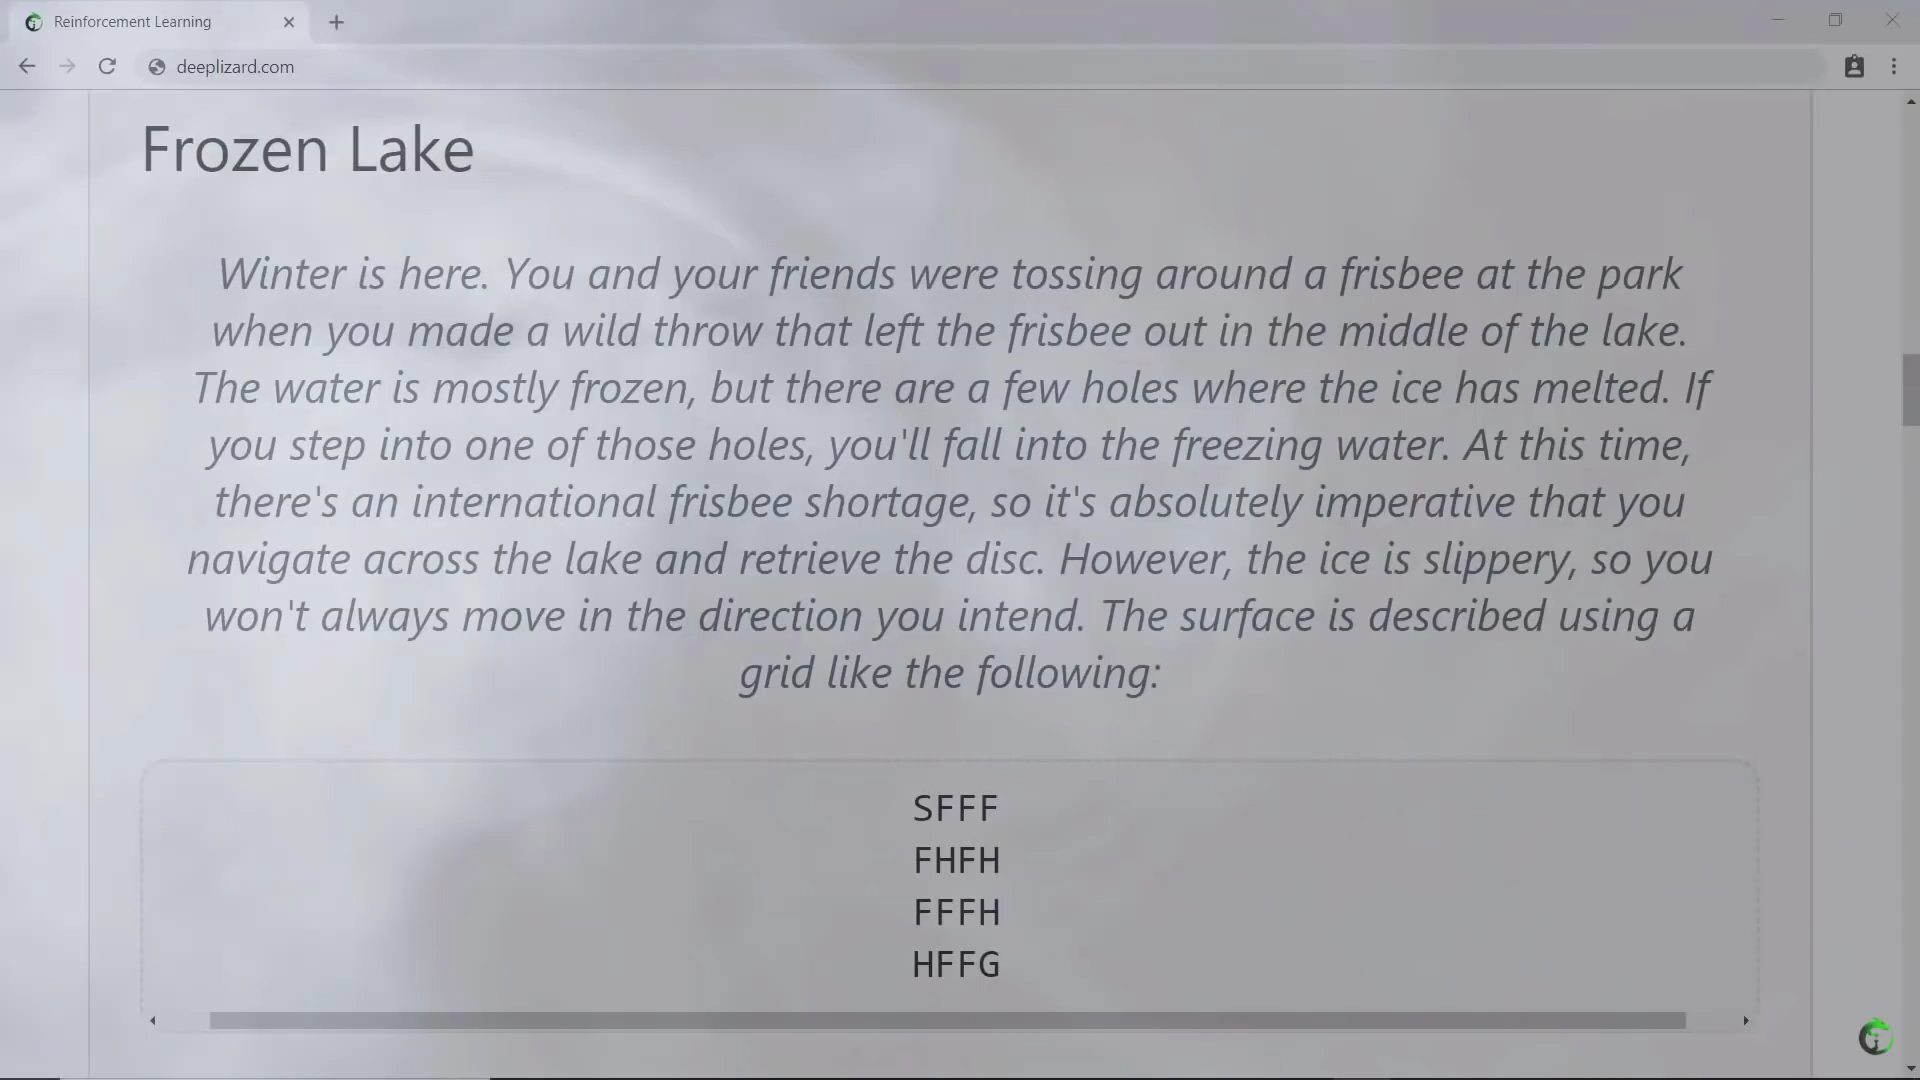 Reinforcement Learning
deeplizard.com
Frozen Lake
Winter is here. You and your friends were tossing around a frisbee at the park
when you made a wild throw that left the frisbee out in the middle of the lake.
The water is mostly frozen, but there are a few holes where the ice has melted. If
you step into one of those holes, you'll fall into the freezing water. At this time,
there's an international frisbee shortage, so it's absolutely imperative that you
navigate across the lake and retrieve the disc. However, the ice is slippery, so you
won't always move in the direction you intend. The surface is described using a
grid like the following:
SFFF
FHFH
FFFH
HFFG